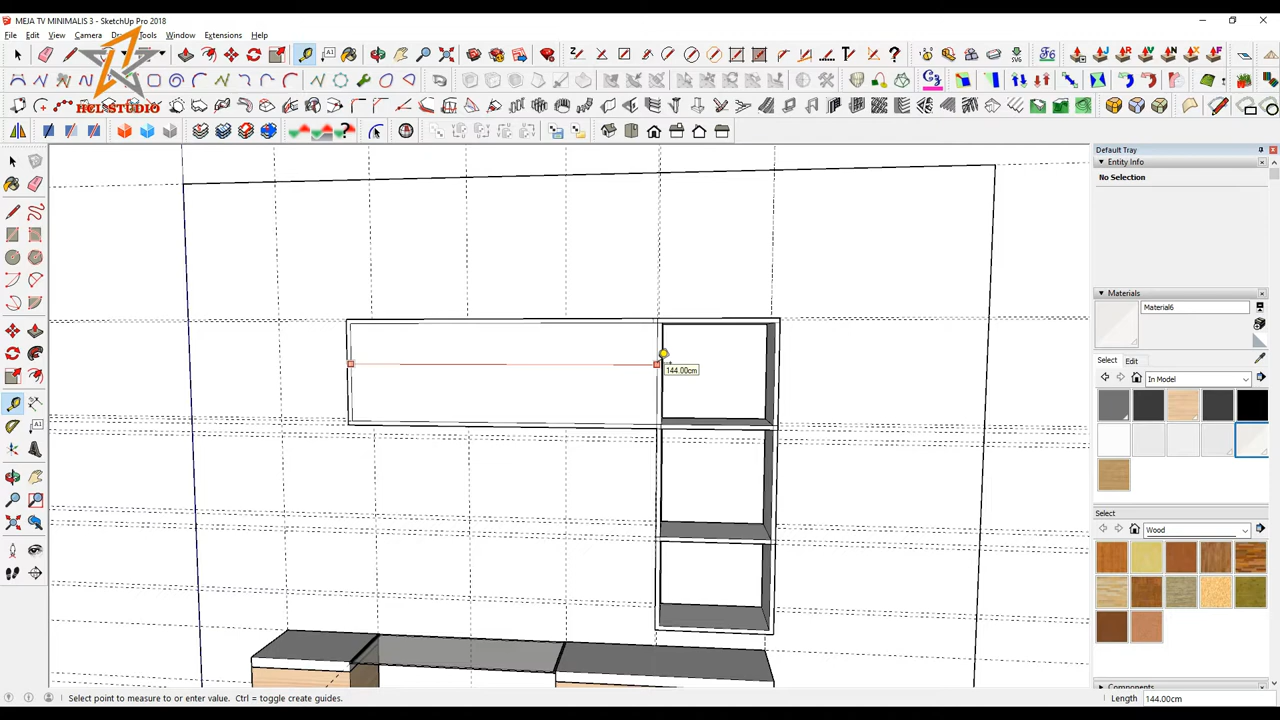 MEJA TV MINIMALIS 3 - SketchUp Pro 2018
File Edit View Camera Draw Tools Window Extensions Help
STUDIO
Default Tray
Entity Info
No Selection
Materials
Material6
Select Edit
In Model
144.00cm
Select
Wood
Components
Select point to measure to or enter value. Ctrl = toggle create guides.
Length 144.00cm